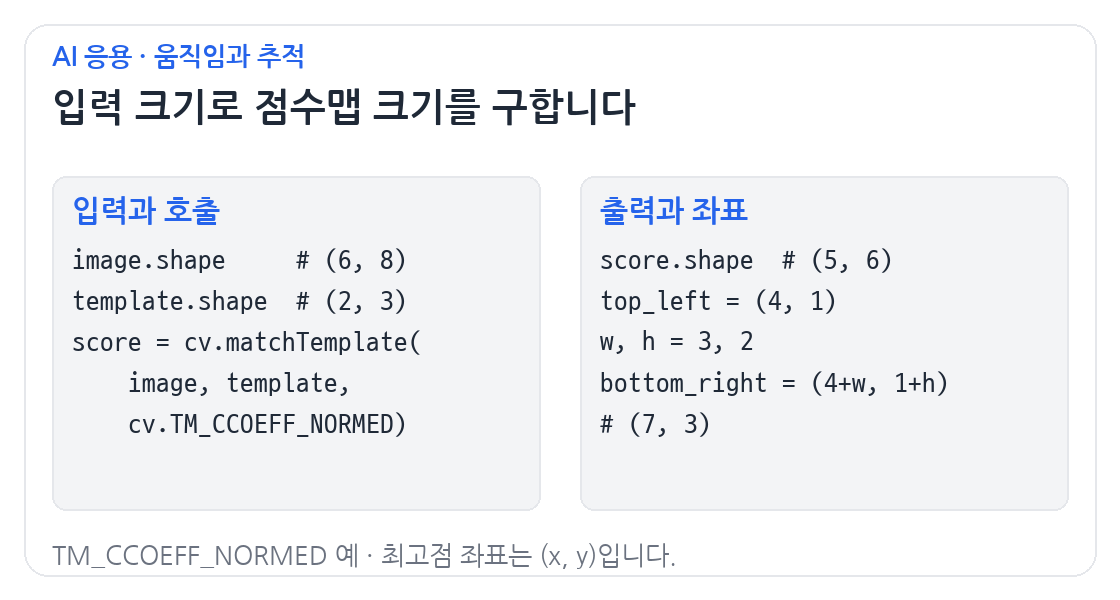 AI 응용 · 움직임과 추적
입력 크기로 점수맵 크기를 구합니다
입력과 호출
image.shape     # (6, 8)
template.shape  # (2, 3)
score = cv.matchTemplate(
    image, template,
    cv.TM_CCOEFF_NORMED)
출력과 좌표
score.shape  # (5, 6)
top_left = (4, 1)
w, h = 3, 2
bottom_right = (4+w, 1+h)
# (7, 3)
TM_CCOEFF_NORMED 예 · 최고점 좌표는 (x, y)입니다.